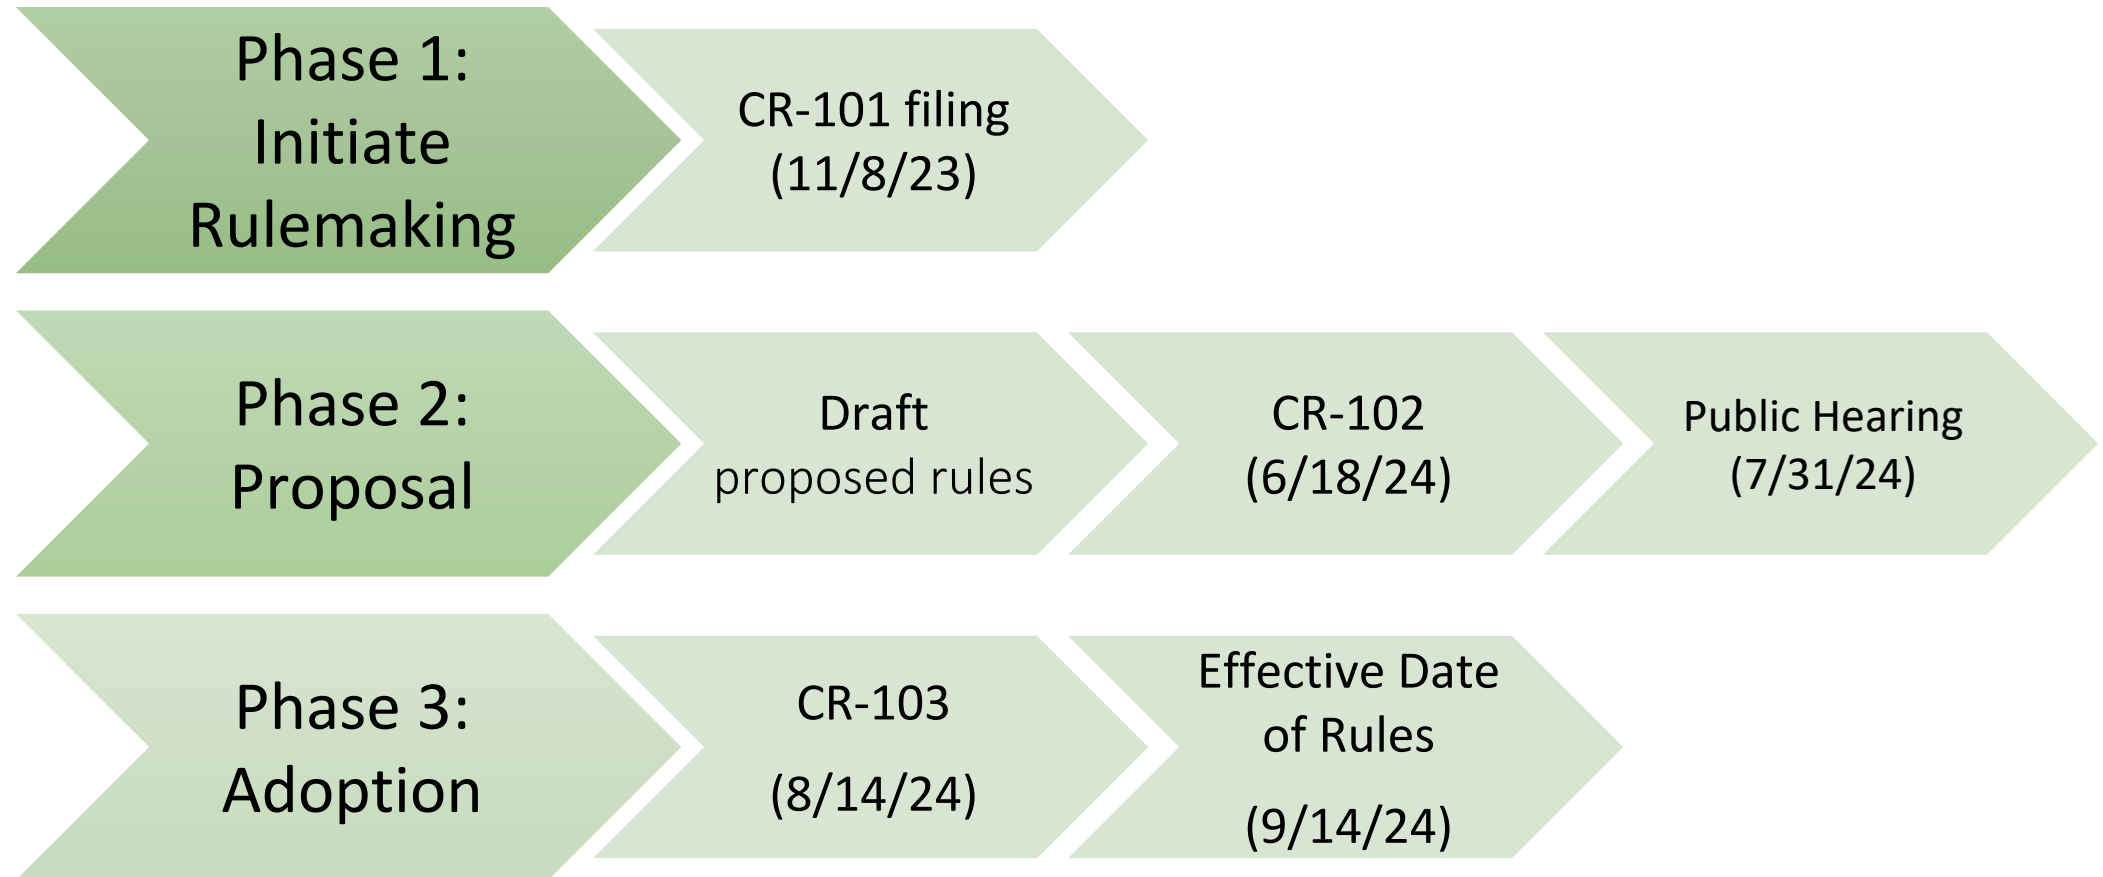 Phase 1:
Initiate
Rulemaking
CR-101 filing
(11/8/23)
Phase 2:
Proposal
Draft
proposed rules
CR-102
(6/18/24)
Public Hearing
(7/31/24)
Phase 3:
Adoption
CR-103
(8/14/24)
Effective Date
of Rules
(9/14/24)